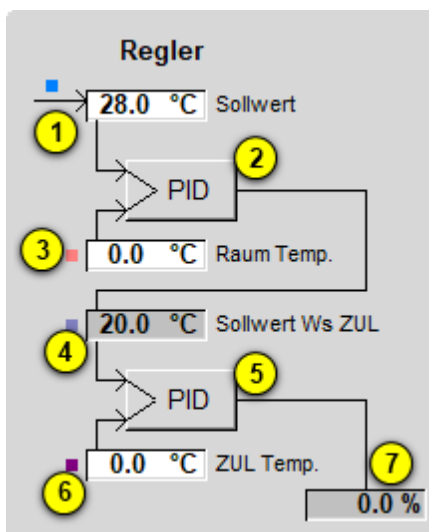 Regler
1 28.0 °C Sollwert
PID 2
3 0.0 °C Raum Temp.
4 20.0 °C Sollwert Ws ZUL
PID 5
6 0.0 °C ZUL Temp.
7
0.0 %